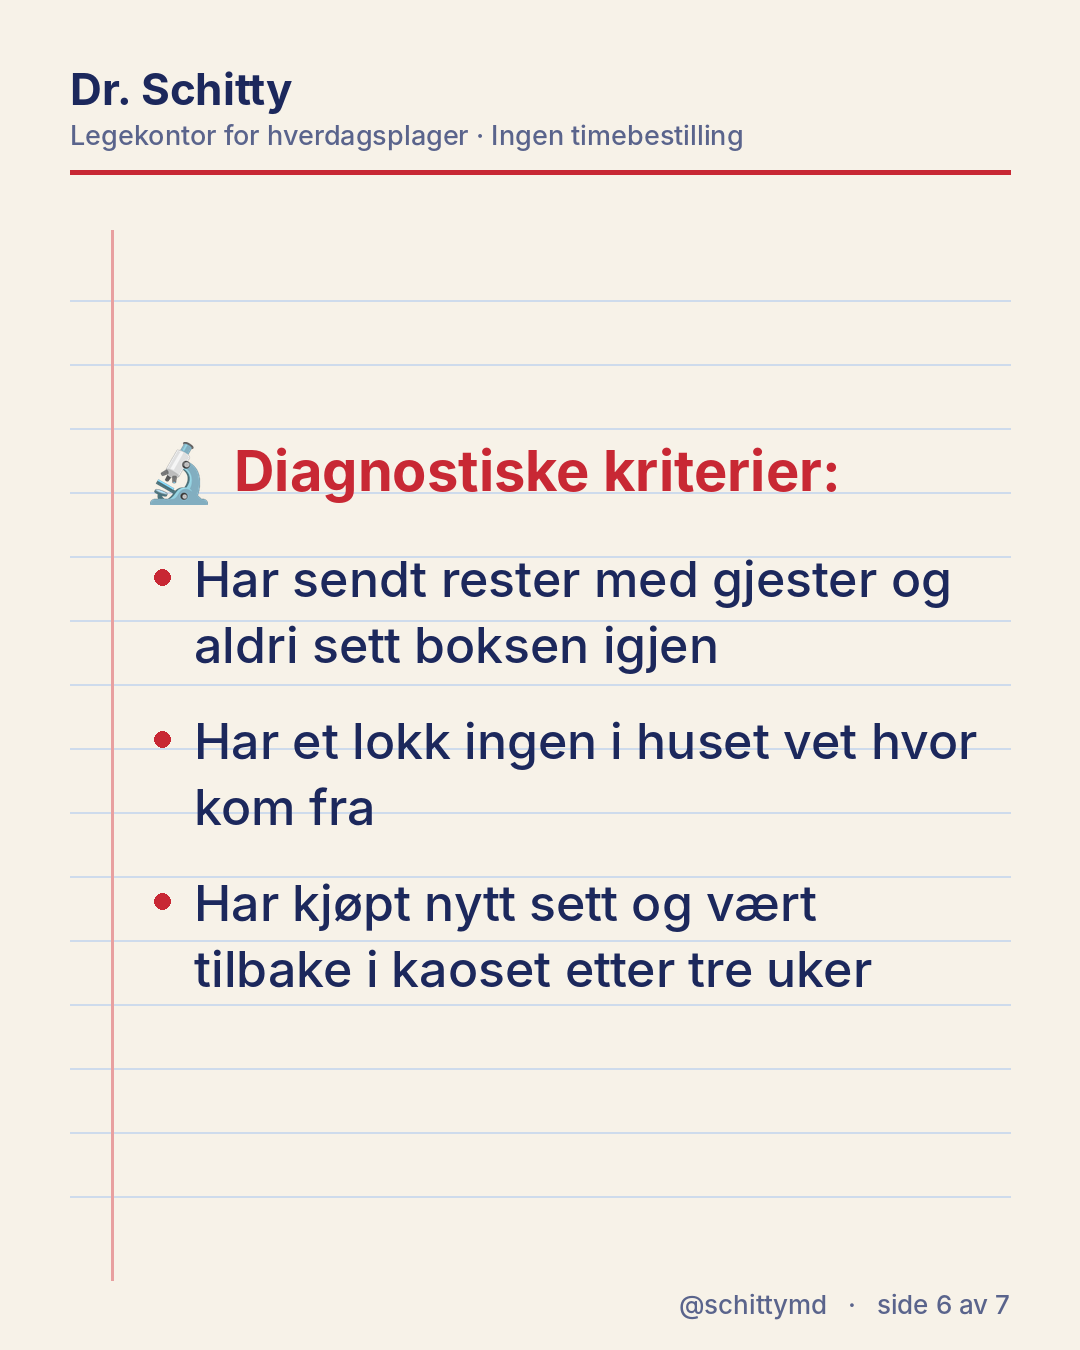 Dr. Schitty
Legekontor for hverdagsplager · Ingen timebestilling
🔬 Diagnostiske kriterier:
• Har sendt rester med gjester og
aldri sett boksen igjen
• Har et lokk ingen i huset vet hvor
kom fra
• Har kjøpt nytt sett og vært
tilbake i kaoset etter tre uker
@schittymd · side 6 av 7